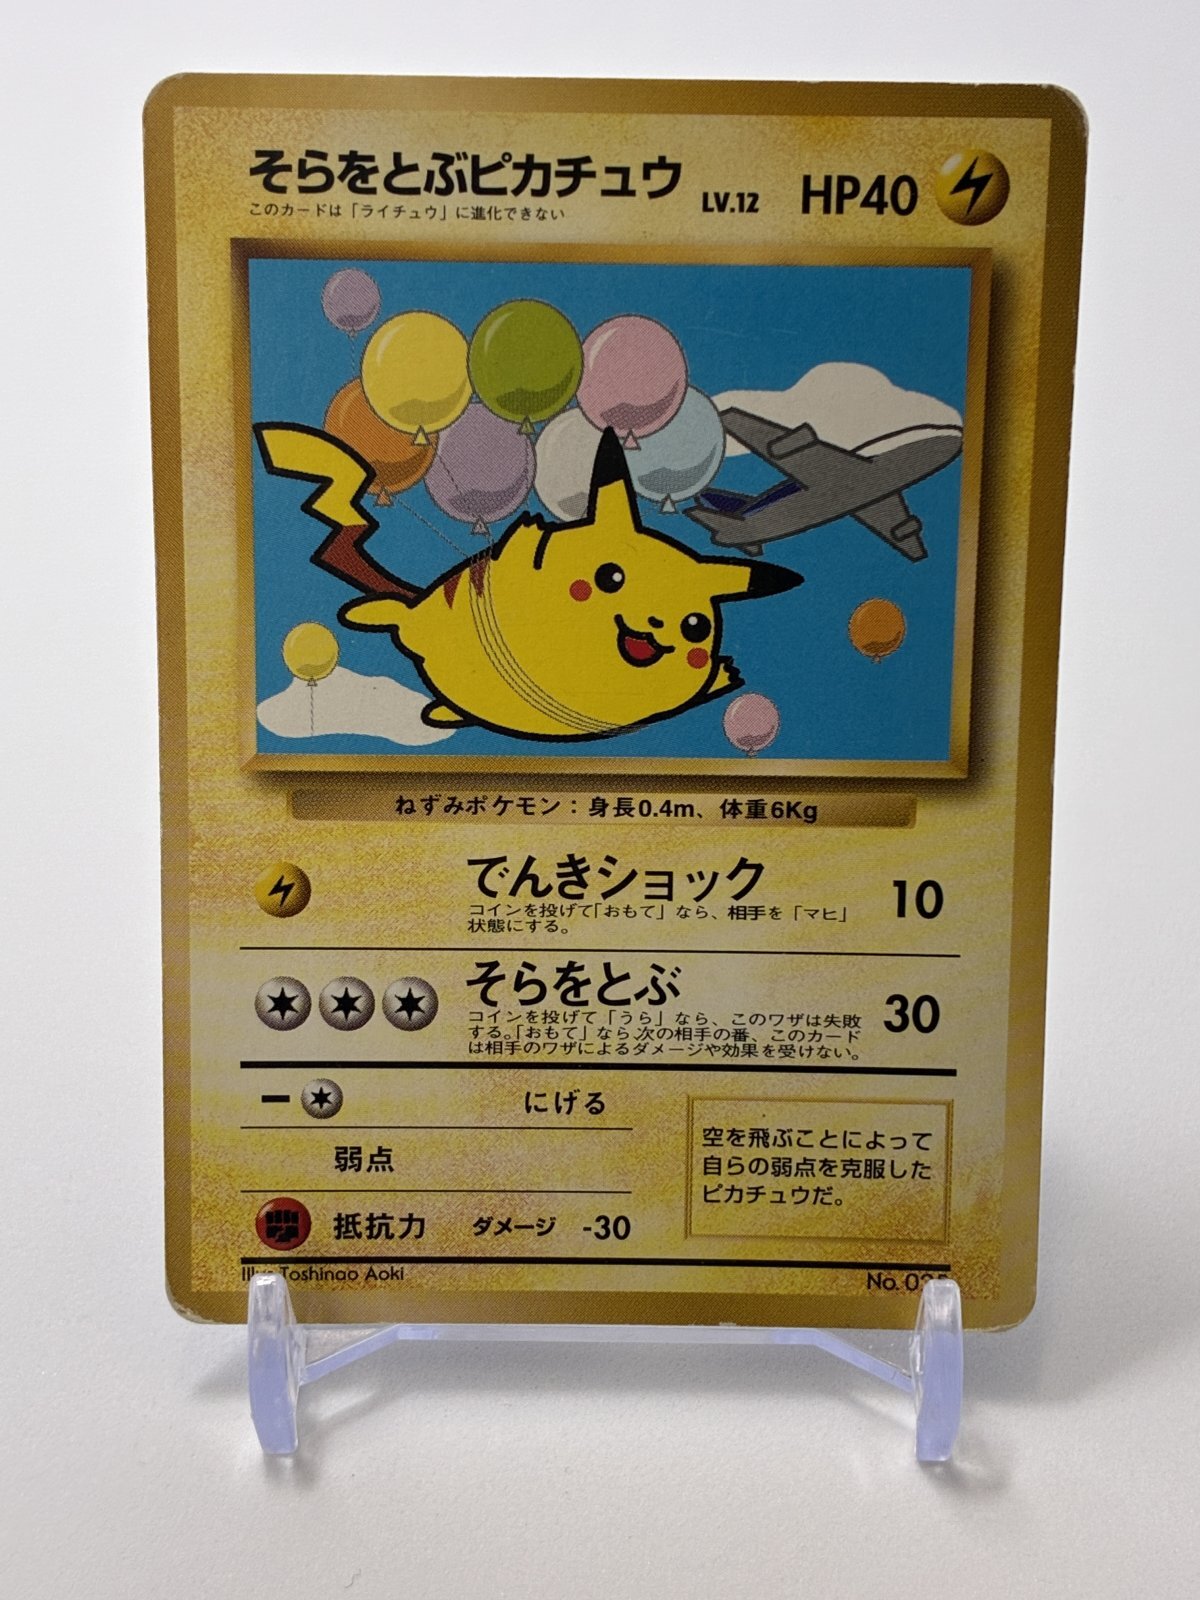 そらをとぶピカチュウ LV.12 HP40
このカードは「ライチュウ」に進化できない
ねずみポケモン：身長0.4m、体重6Kg
でんきショック 10
コインを投げて「おもて」なら、相手を「マヒ」
状態にする。
そらをとぶ 30
コインを投げて「うら」なら、このワザは失敗
する。「おもて」なら、次の相手の番、このカード
は相手のワザによるダメージや効果を受けない。
にげる
弱点
抵抗力 ダメージ -30
空を飛ぶことによって
自らの弱点を克服した
ピカチュウだ。
Illus. Toshinao Aoki
No. 025